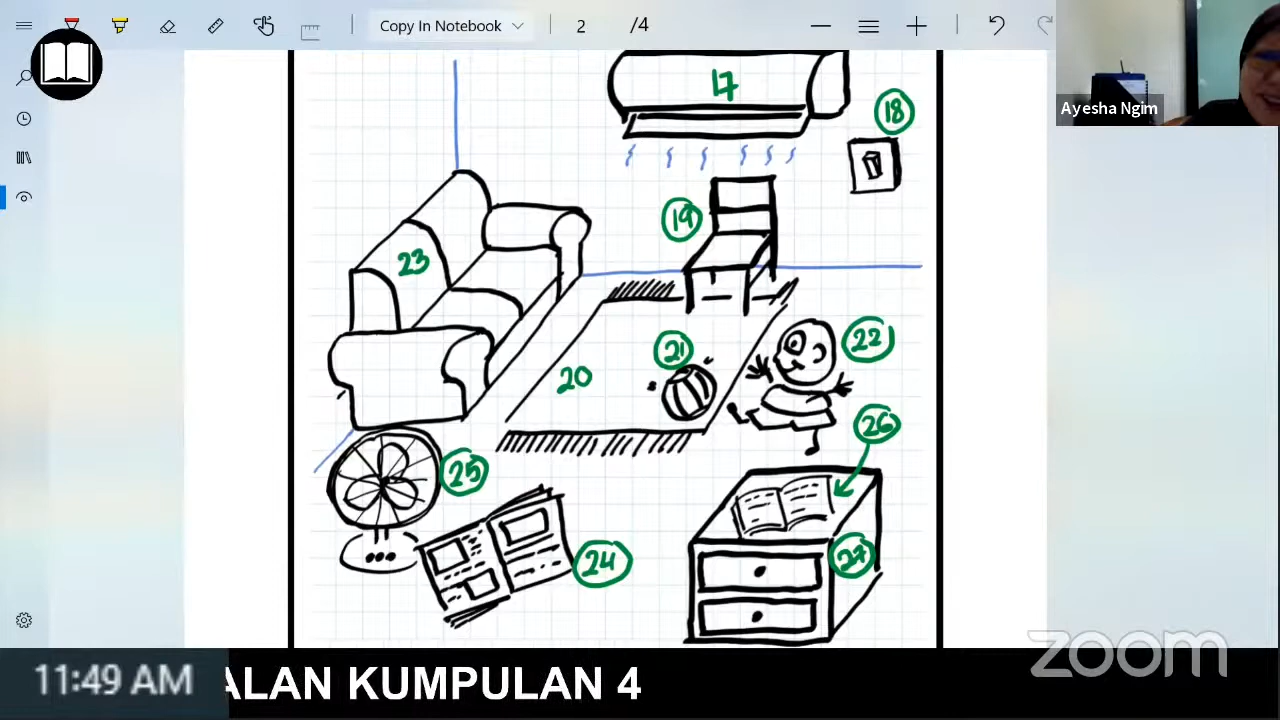 Copy In Notebook
2 /4
Ayesha Ngim
17
18
19
23
21
22
20
26
25
24
27
zoom
11:49 AM
ALAN KUMPULAN 4